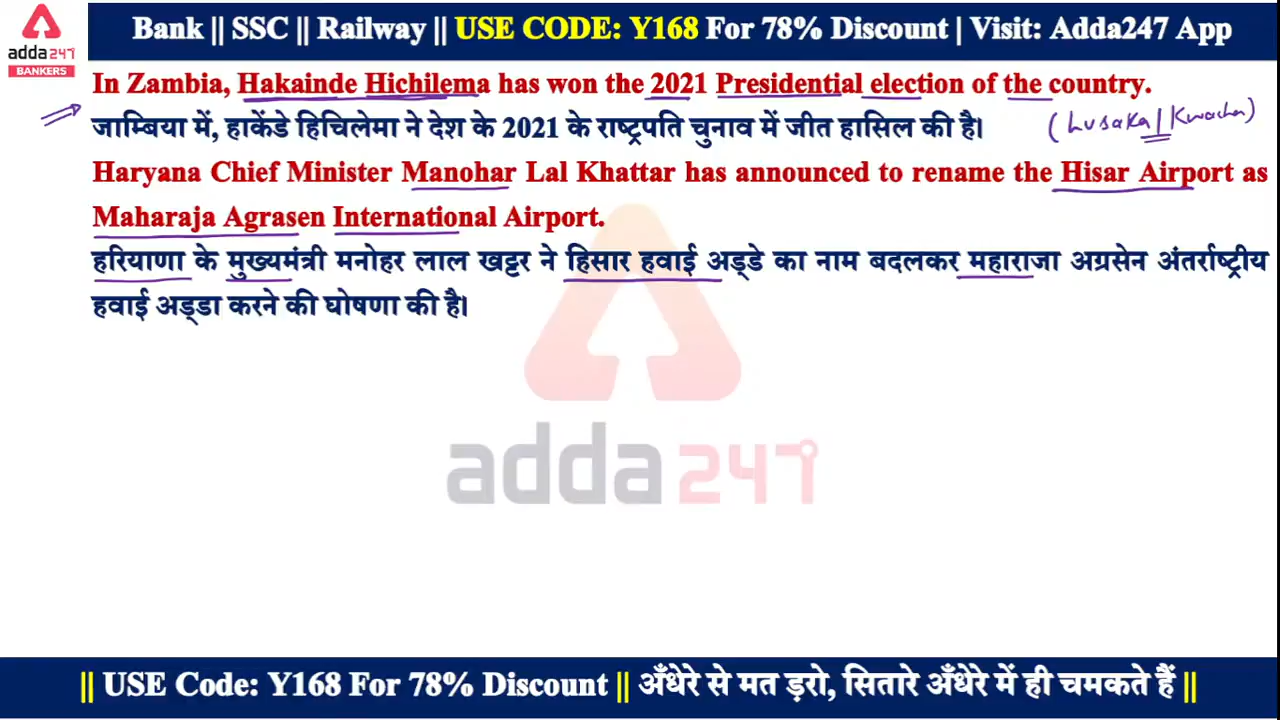 Bank || SSC || Railway || USE CODE: Y168 For 78% Discount | Visit: Adda247 App
adda247
BANKERS
In Zambia, Hakainde Hichilema has won the 2021 Presidential election of the country.
जाम्बिया में, हाकेंडे हिचिलेमा ने देश के 2021 के राष्ट्रपति चुनाव में जीत हासिल की है।
(Lusaka/Kwacha)
Haryana Chief Minister Manohar Lal Khattar has announced to rename the Hisar Airport as
Maharaja Agrasen International Airport.
हरियाणा के मुख्यमंत्री मनोहर लाल खट्टर ने हिसार हवाई अड्डे का नाम बदलकर महाराजा अग्रसेन अंतर्राष्ट्रीय
हवाई अड्डा करने की घोषणा की है।
adda247
|| USE Code: Y168 For 78% Discount || अँधेरे से मत ड़रो, सितारे अँधेरे में ही चमकते हैं ||